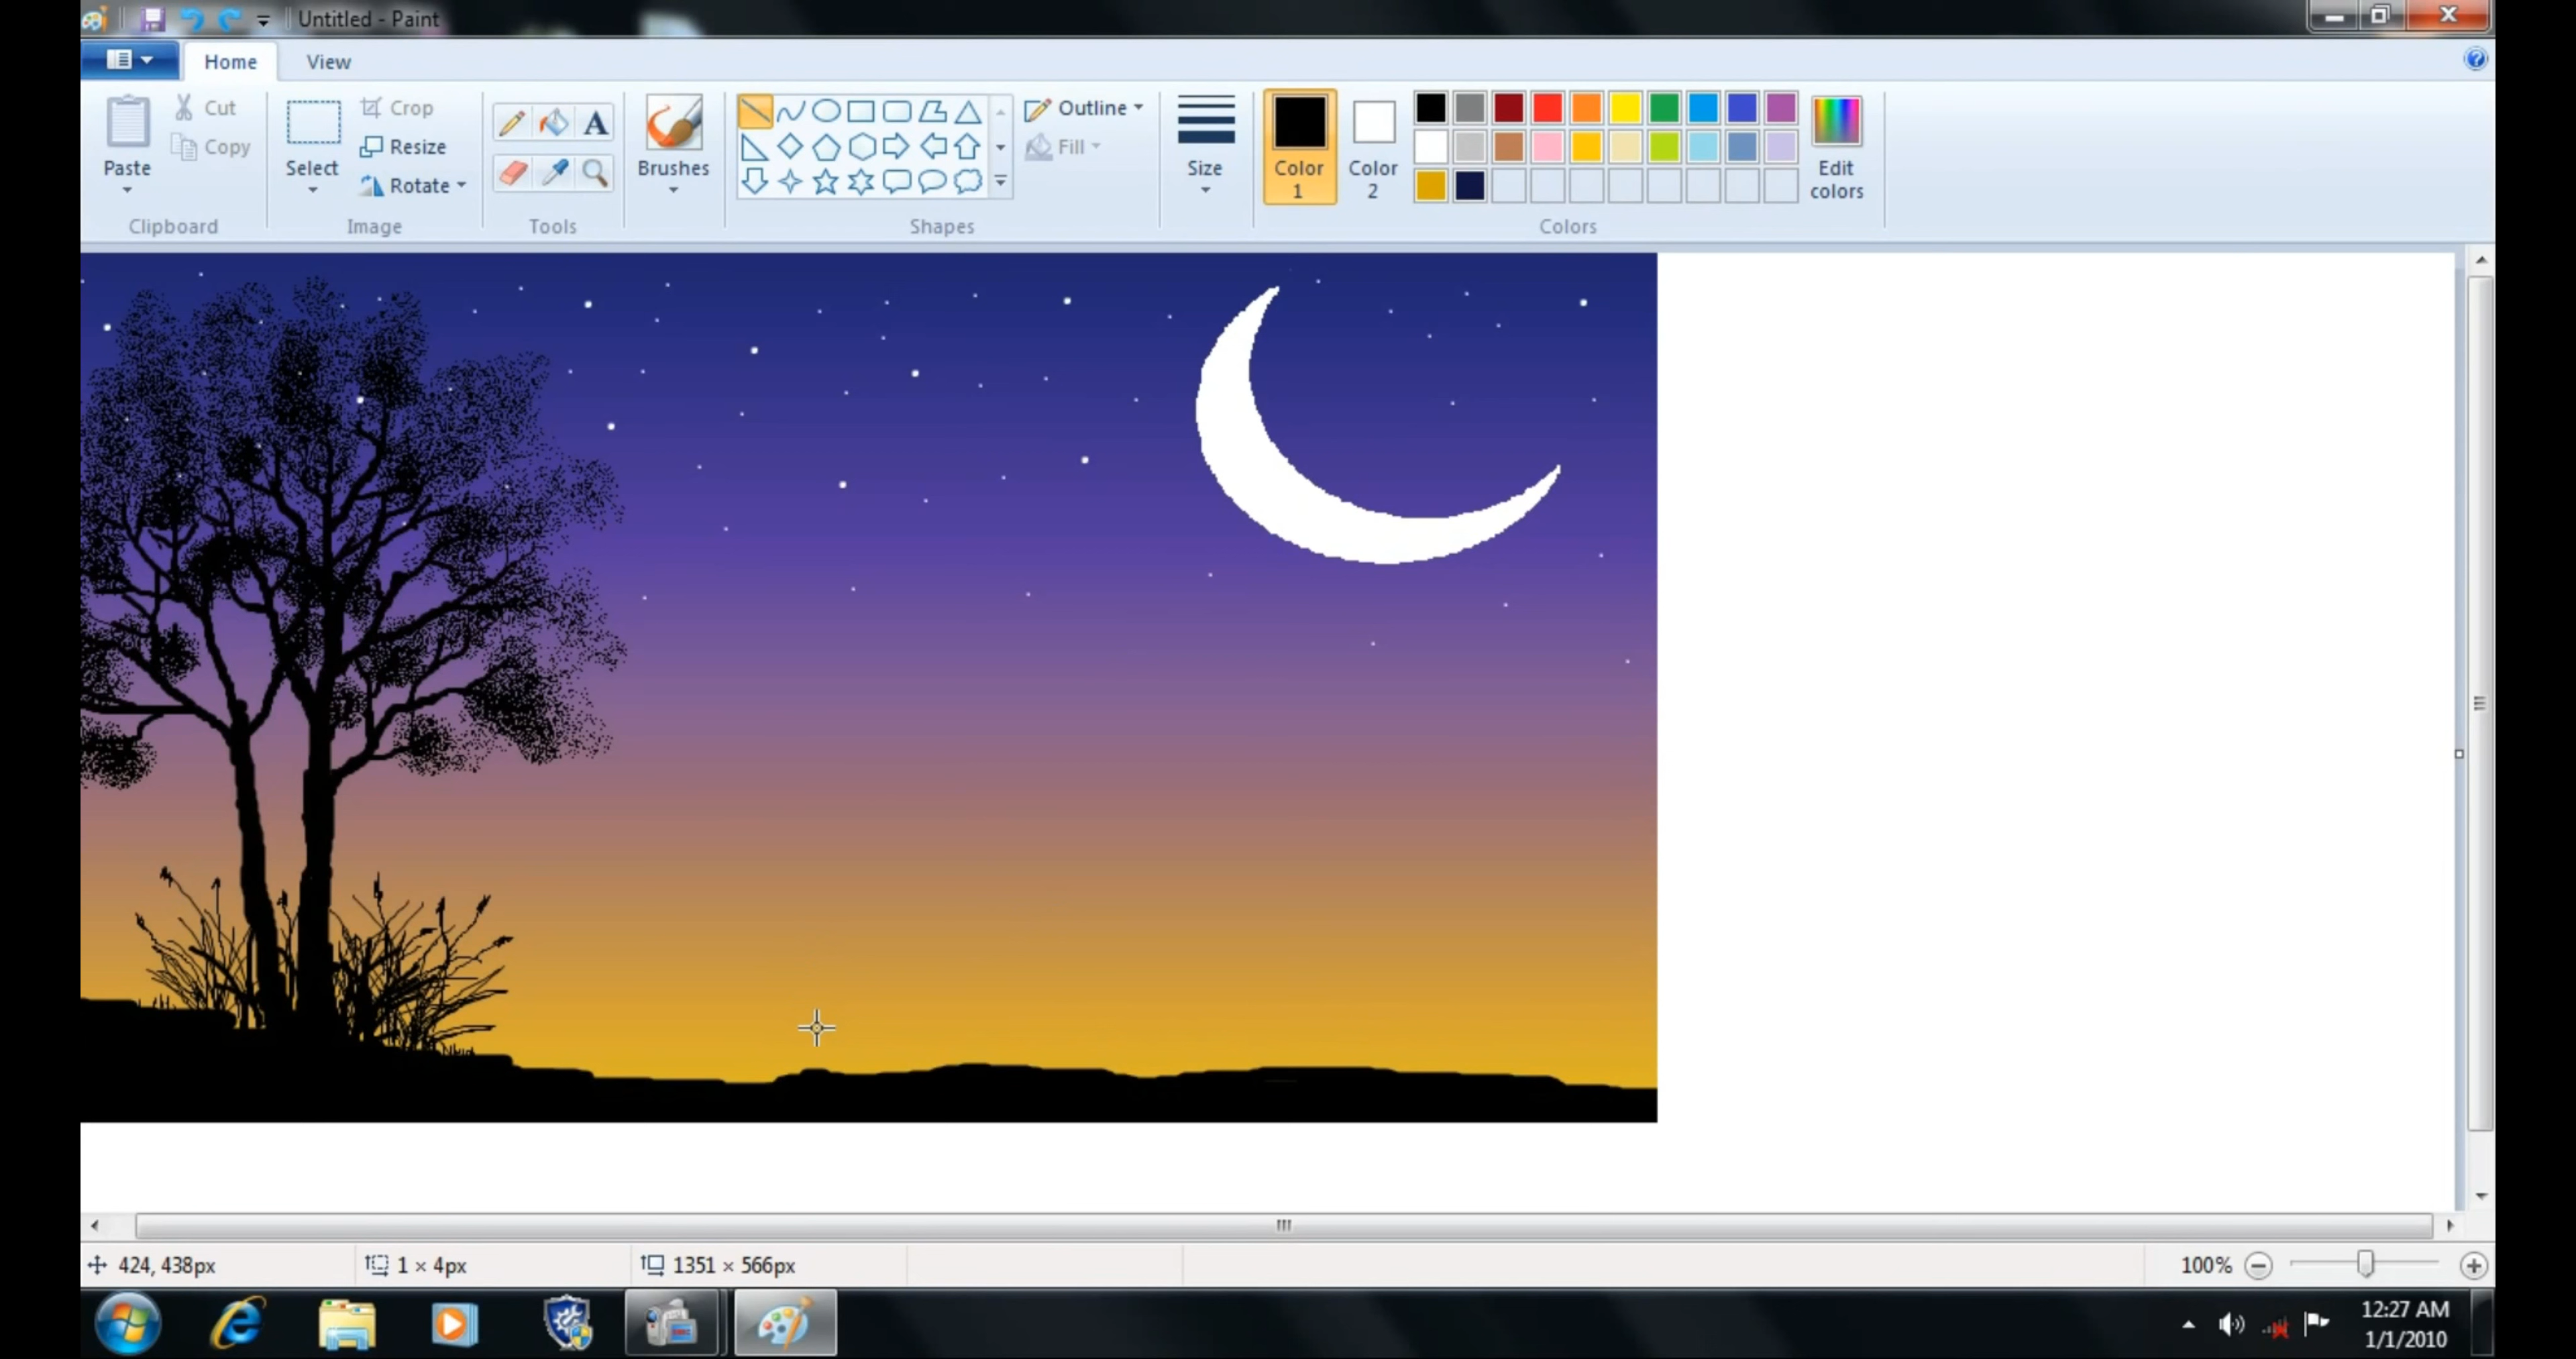 Untitled - Paint
Home View
Paste Cut Copy Clipboard
Select Crop Resize Rotate Image
A Tools
Brushes
Shapes Outline Fill
Size
Color 1 Color 2 Colors Edit colors
424, 438px 1 × 4px 1351 × 566px 100%
12:27 AM
1/1/2010